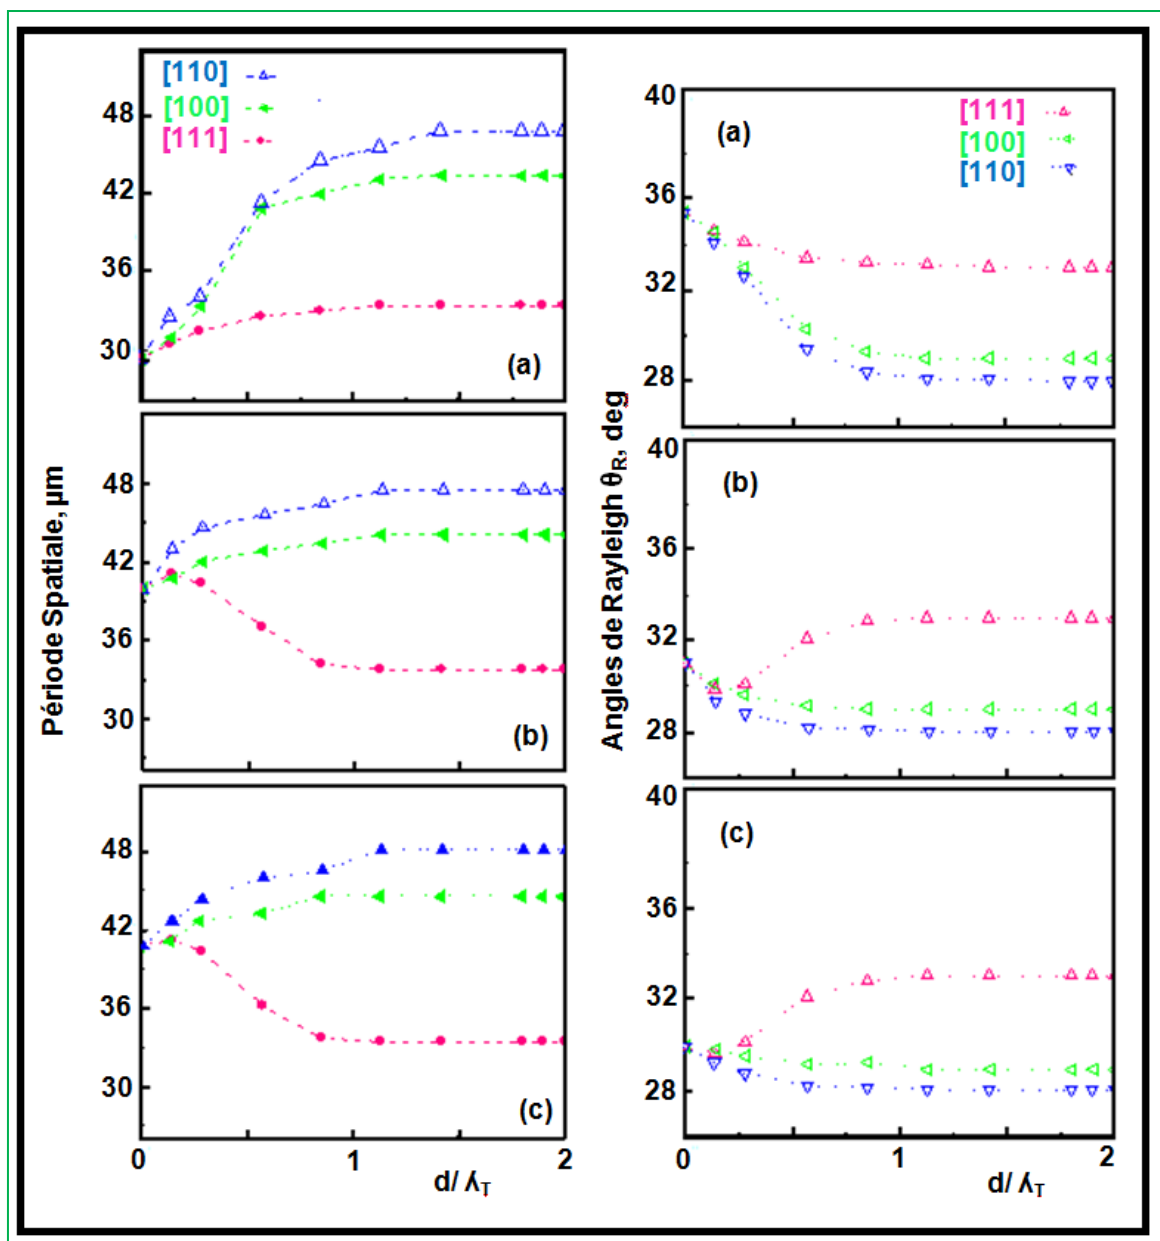 [110]
[100]
[111]
48
42
36
30
(a)
48
42
36
30
(b)
48
42
36
30
(c)
0 1 2
d/ ʎT
Période Spatiale, µm
40
36
32
28
(a)
[111]
[100]
[110]
40
36
32
28
(b)
40
36
32
28
(c)
0 1 2
d/ ʎT
Angles de Rayleigh θR, deg